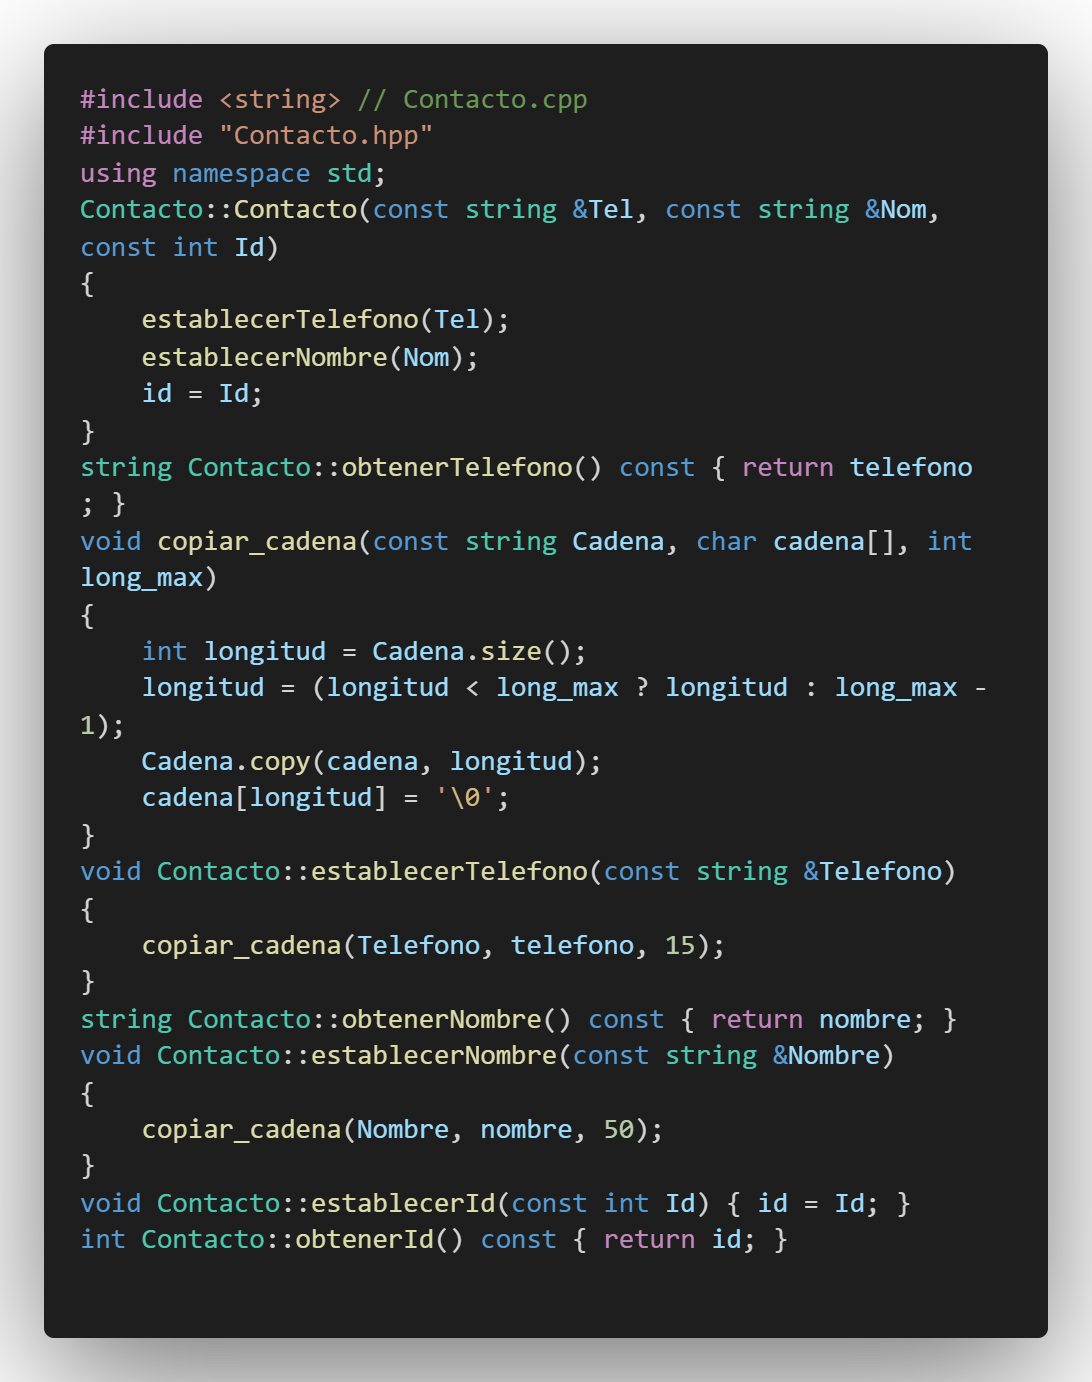 #include <string> // Contacto.cpp
#include "Contacto.hpp"
using namespace std;
Contacto::Contacto(const string &Tel, const string &Nom,
const int Id)
{
    establecerTelefono(Tel);
    establecerNombre(Nom);
    id = Id;
}
string Contacto::obtenerTelefono() const { return telefono
; }
void copiar_cadena(const string Cadena, char cadena[], int
long_max)
{
    int longitud = Cadena.size();
    longitud = (longitud < long_max ? longitud : long_max -
1);
    Cadena.copy(cadena, longitud);
    cadena[longitud] = '\0';
}
void Contacto::establecerTelefono(const string &Telefono)
{
    copiar_cadena(Telefono, telefono, 15);
}
string Contacto::obtenerNombre() const { return nombre; }
void Contacto::establecerNombre(const string &Nombre)
{
    copiar_cadena(Nombre, nombre, 50);
}
void Contacto::establecerId(const int Id) { id = Id; }
int Contacto::obtenerId() const { return id; }